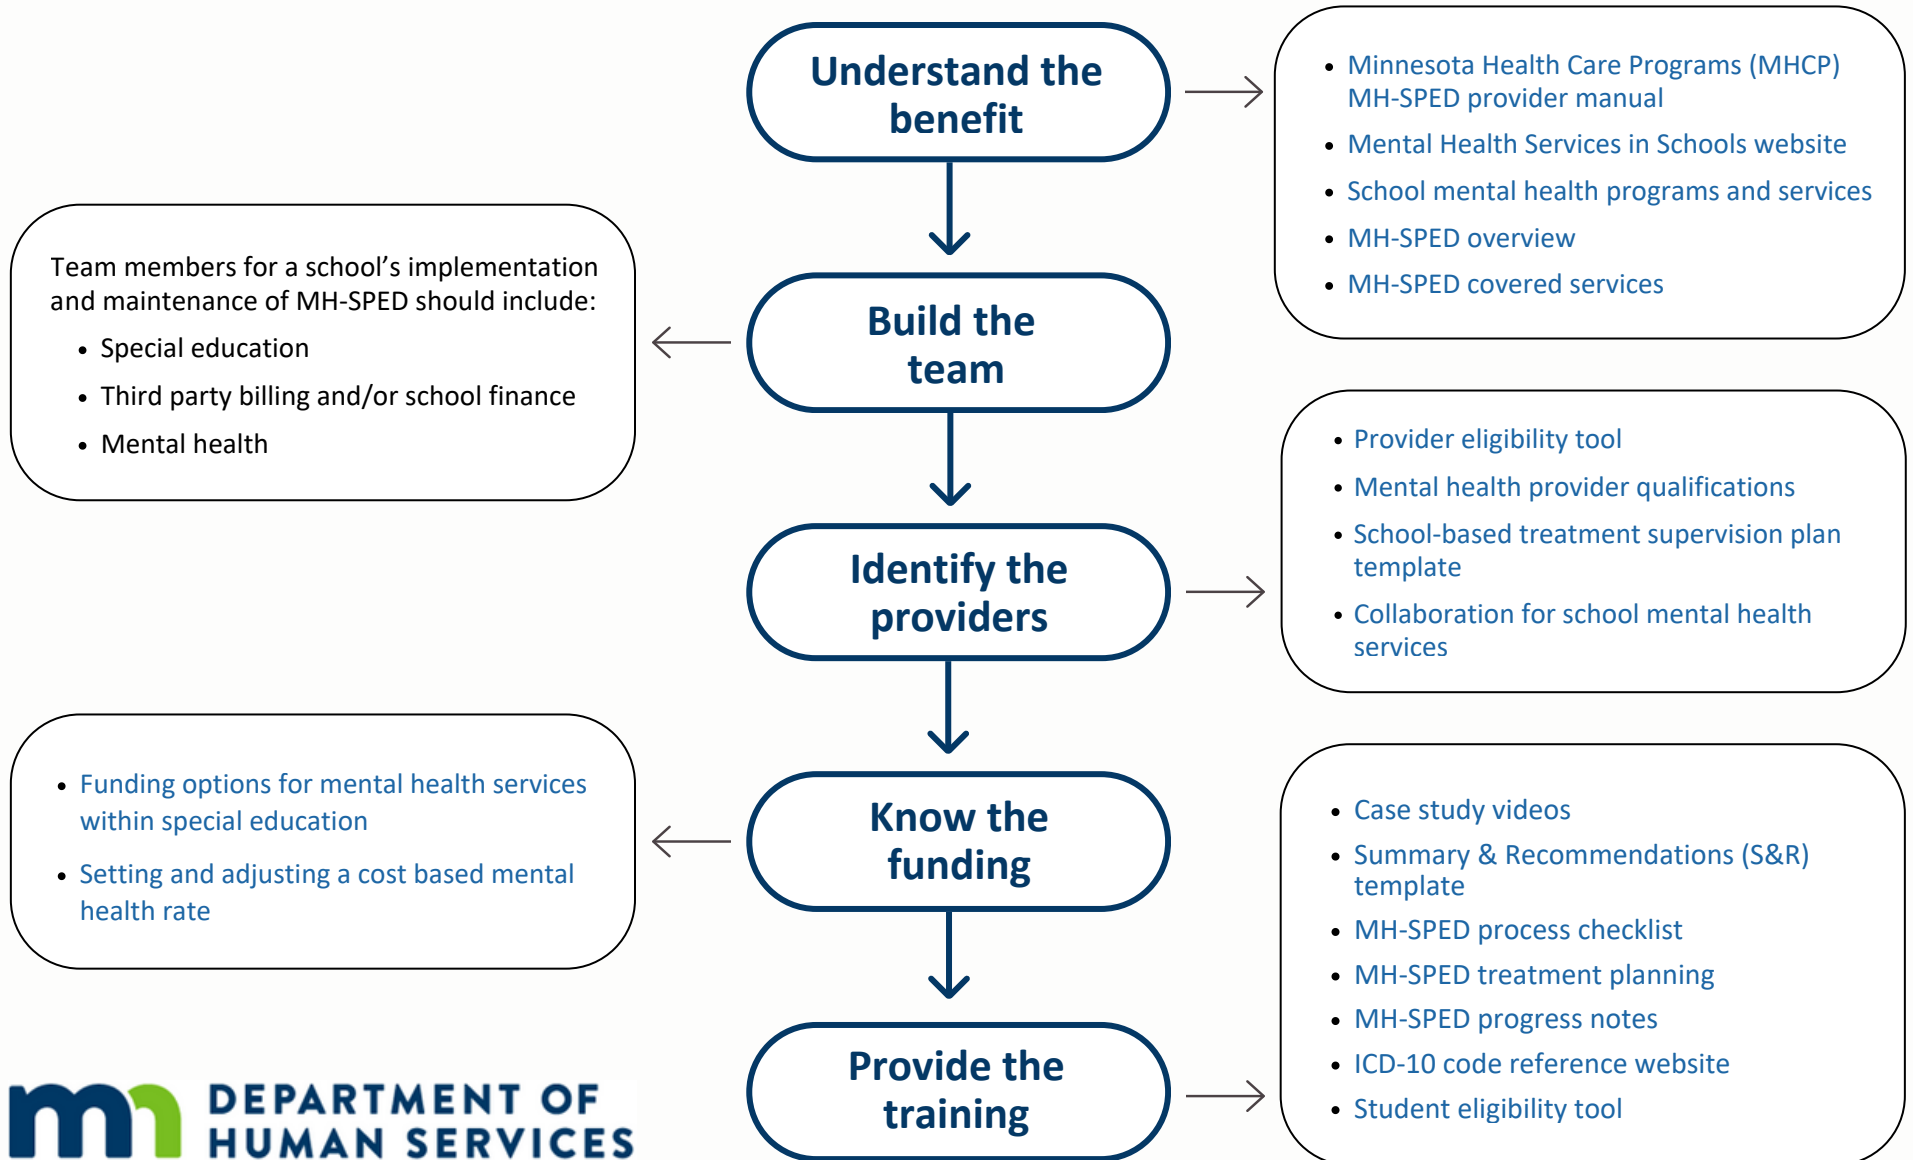 Understand the
benefit
• Minnesota Health Care Programs (MHCP)
MH-SPED provider manual
• Mental Health Services in Schools website
• School mental health programs and services
• MH-SPED overview
• MH-SPED covered services
Build the
team
Team members for a school’s implementation
and maintenance of MH-SPED should include:
• Special education
• Third party billing and/or school finance
• Mental health
Identify the
providers
• Provider eligibility tool
• Mental health provider qualifications
• School-based treatment supervision plan
template
• Collaboration for school mental health
services
Know the
funding
• Funding options for mental health services
within special education
• Setting and adjusting a cost based mental
health rate
Provide the
training
• Case study videos
• Summary & Recommendations (S&R)
template
• MH-SPED process checklist
• MH-SPED treatment planning
• MH-SPED progress notes
• ICD-10 code reference website
• Student eligibility tool
mn DEPARTMENT OF
HUMAN SERVICES